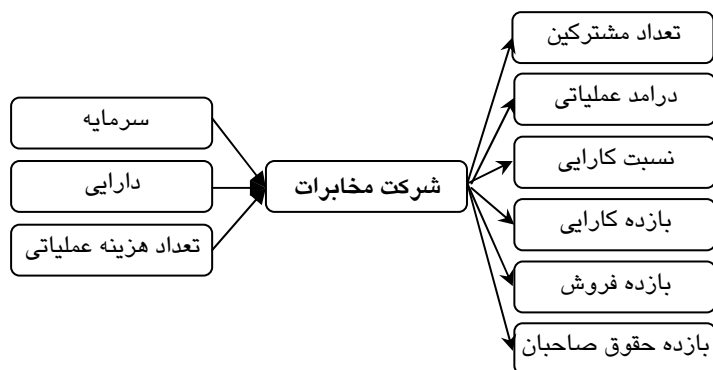 تعداد مشترکین
درامد عملیاتی
نسبت کارایی
بازده کارایی
بازده فروش
بازده حقوق صاحبان
شرکت مخابرات
سرمایه
دارایی
تعداد هزینه عملیاتی